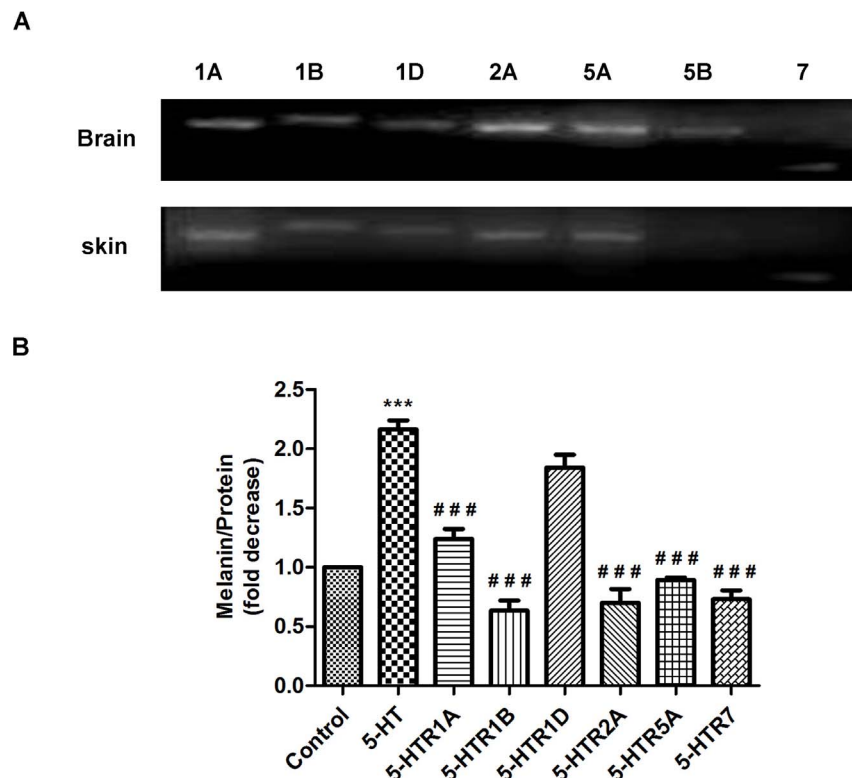 A
1A 1B 1D 2A 5A 5B 7
Brain
skin
B
Melanin/Protein
(fold decrease)
2.5
2.0
1.5
1.0
0.5
0.0
***
# # #
# # #
# # #
# # #
# # #
Control 5-HT 5-HTR1A 5-HTR1B 5-HTR1D 5-HTR2A 5-HTR5A 5-HTR7